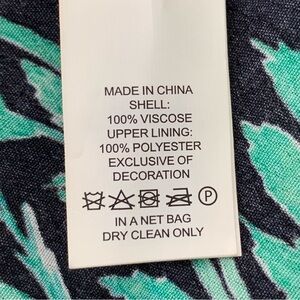 MADE IN CHINA
SHELL:
100% VISCOSE
UPPER LINING:
100% POLYESTER
EXCLUSIVE OF
DECORATION
P
IN A NET BAG
DRY CLEAN ONLY